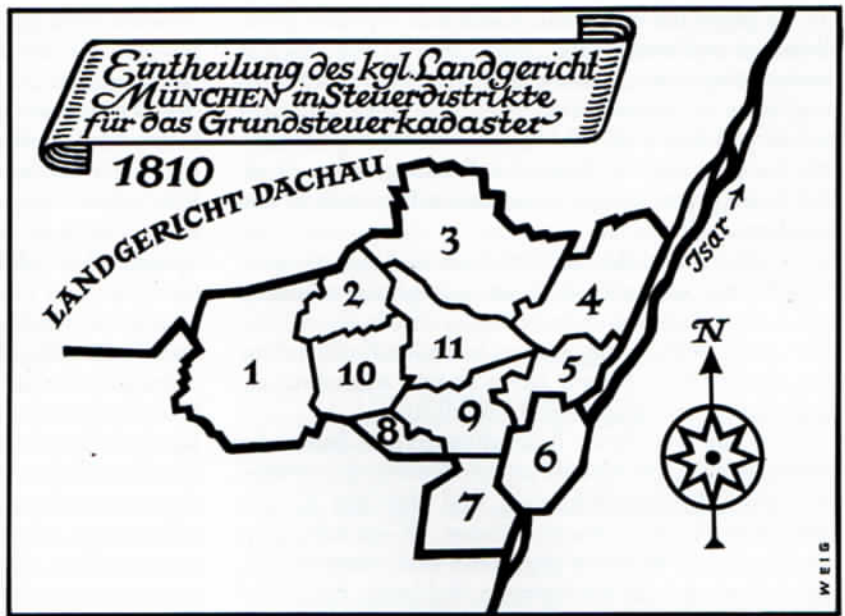 Eintheilung des kgl. Landgericht
MÜNCHEN in Steuerdistrikte
für das Grundsteuerkadaster
1810
LANDGERICHT DACHAU
3
Isar
2
4
N
1
10
11
5
8
9
6
7
WEIG